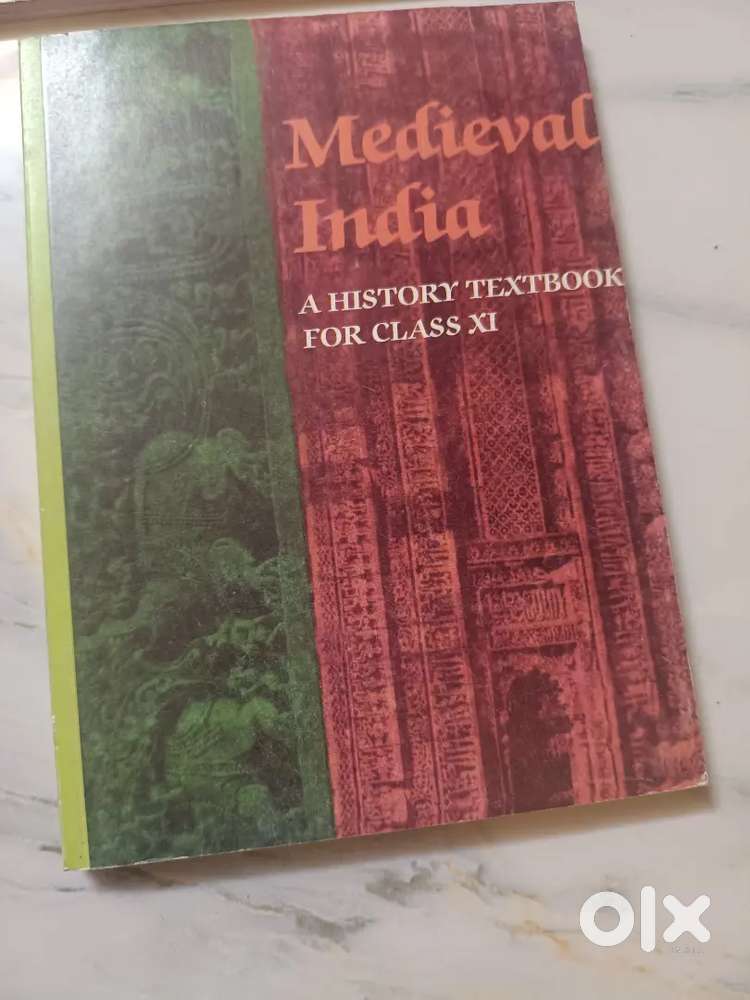 Medieval
India
A HISTORY TEXTBOOK
FOR CLASS XI
olx